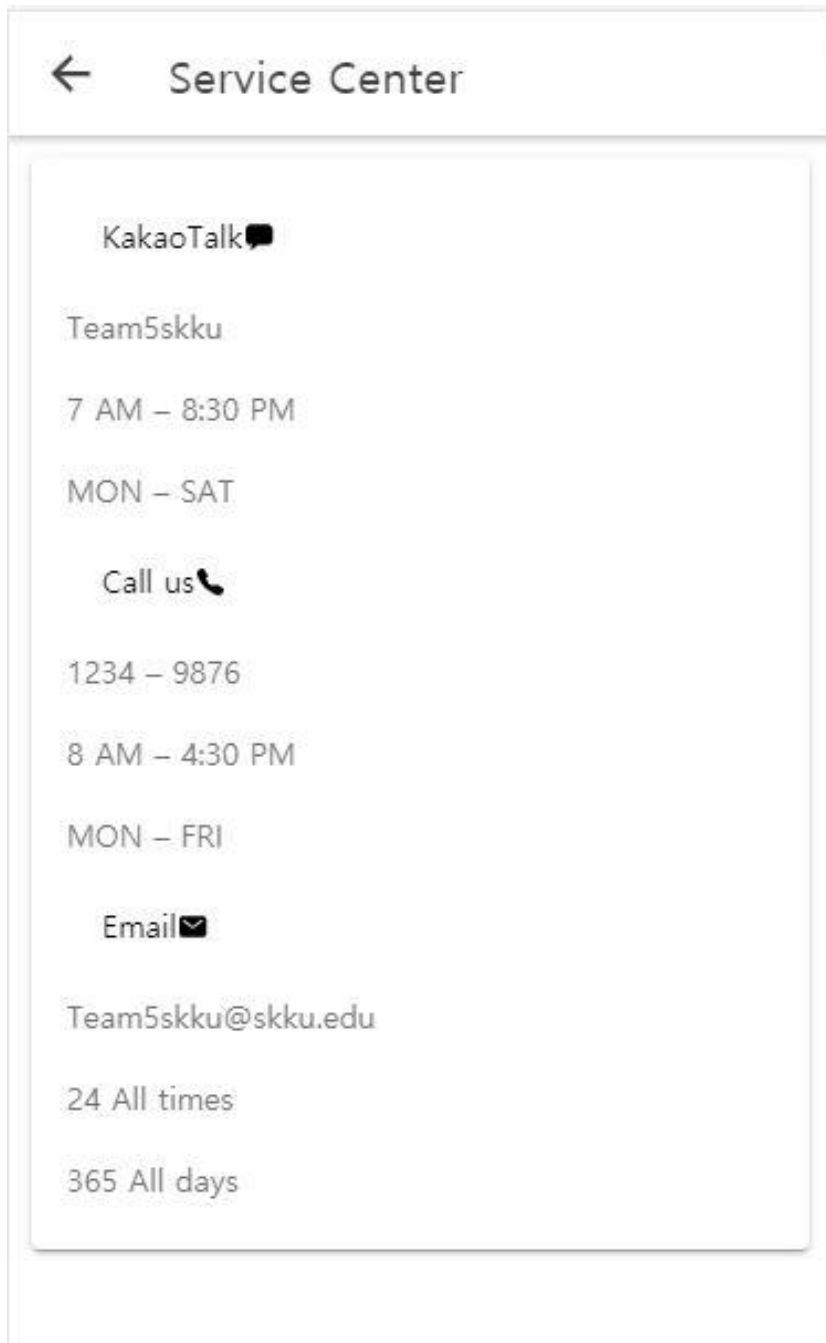 Service Center
KakaoTalk
Team5skku
7 AM – 8:30 PM
MON – SAT
Call us
1234 – 9876
8 AM – 4:30 PM
MON – FRI
Email
Team5skku@skku.edu
24 All times
365 All days